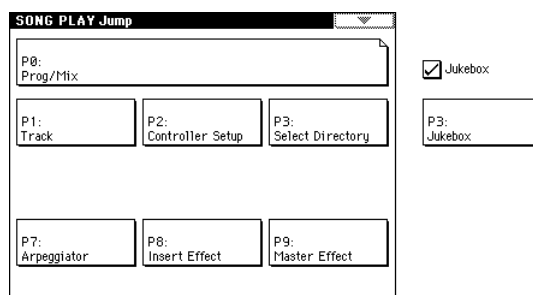 SONG PLAY Jump
P0:
Prog/Mix
Jukebox
P1:
Track
P2:
Controller Setup
P3:
Select Directory
P3:
Jukebox
P7:
Arpeggiator
P8:
Insert Effect
P9:
Master Effect